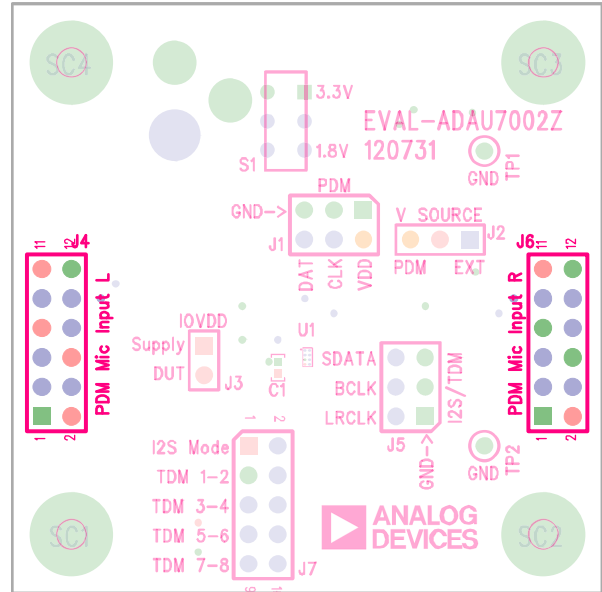 SC4
SC3
3.3V
EVAL-ADAU7002Z
120731
S1
1.8V
TP1
GND
PDM
GND->
V SOURCE
J1
J2
DAT
CLK
VDD
PDM
EXT
J4
11
12
PDM Mic Input L
1
2
J6
11
12
PDM Mic Input R
1
2
IOVDD
Supply
DUT
J3
U1
C1
SDATA
BCLK
LRCLK
I2S/TDM
J5
GND->
TP2
GND
1
2
I2S Mode
TDM 1-2
TDM 3-4
TDM 5-6
TDM 7-8
J7
9
ANALOG
DEVICES
SC1
SC2